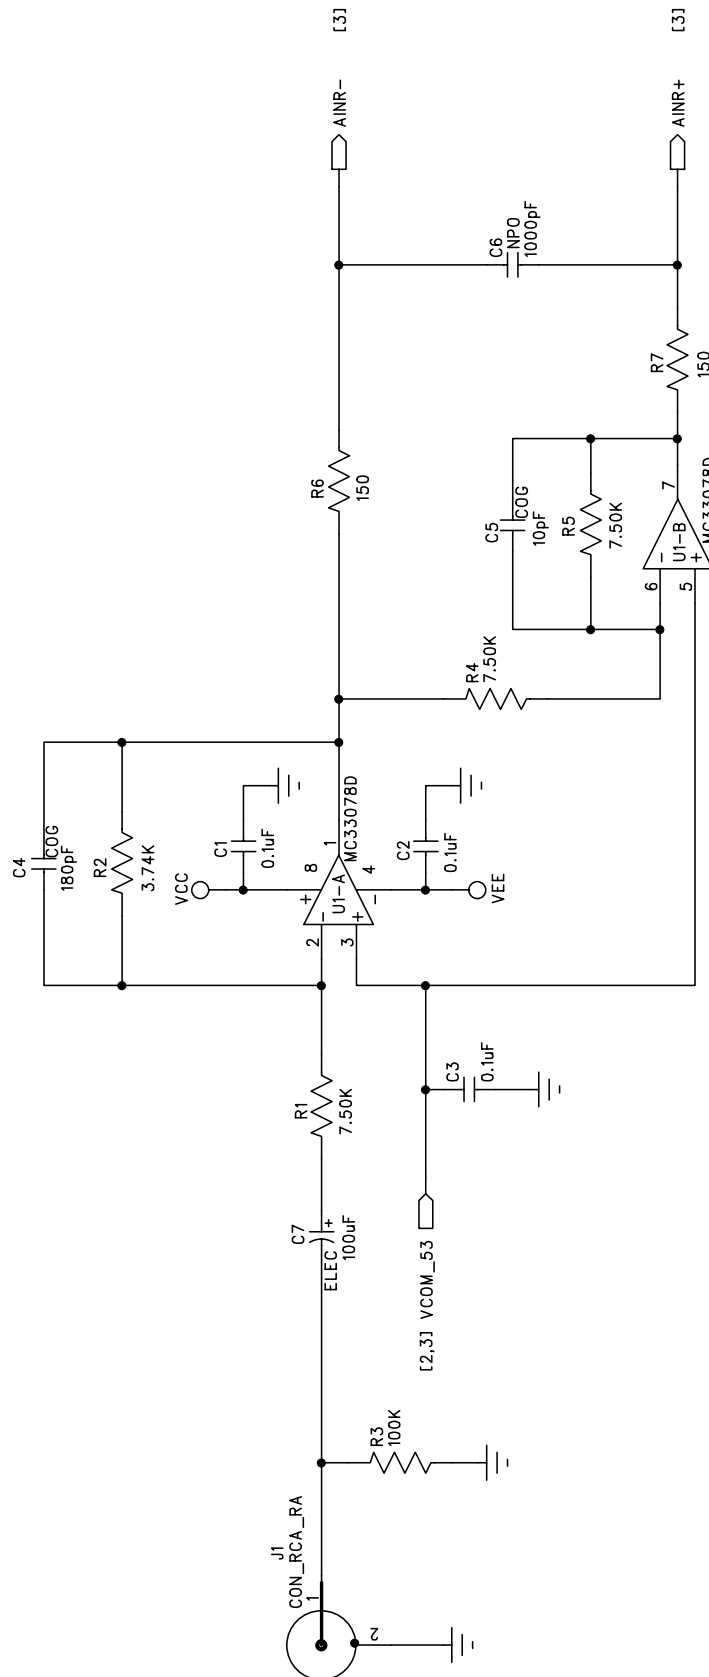 J1
CON_RCA_RA
1
2
R3
100K
C7
+
ELEC
100uF
[2,3] VCOM_53
R1
7.50K
C3
0.1uF
C4
COG
180pF
R2
3.74K
VCC
C1
0.1uF
2
3
8
4
1
+
-
-
+
U1-A
MC33078D
C2
0.1uF
VEE
R4
7.50K
R6
150
C5
COG
10pF
R5
7.50K
6
5
7
-
+
U1-B
MC33078D
R7
150
C6
NPO
1000pF
AINR- [3]
AINR+ [3]